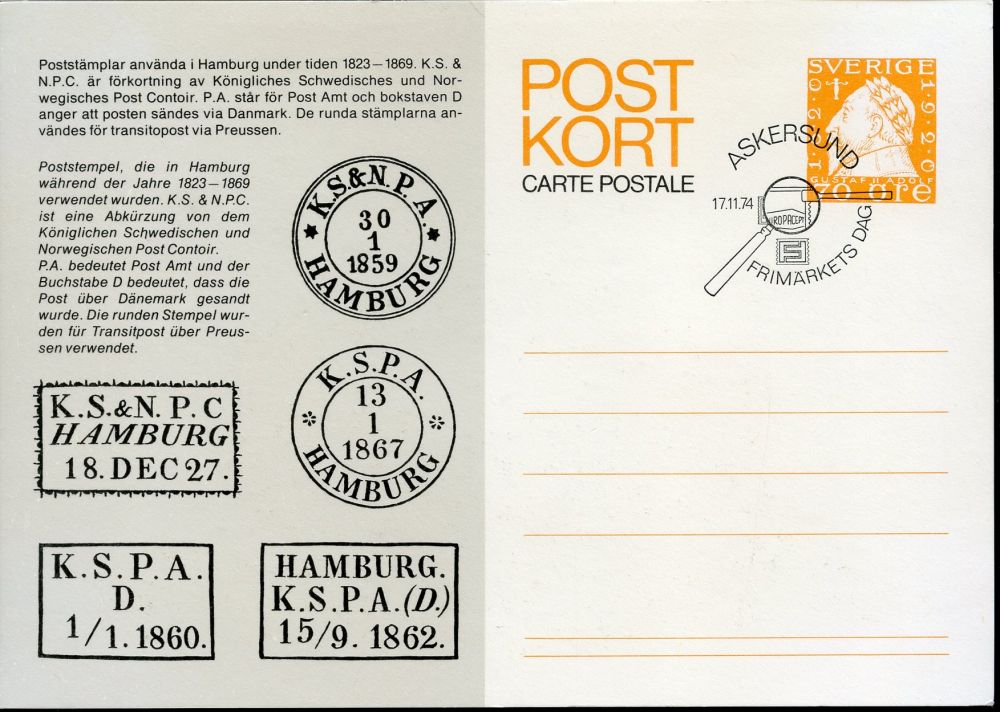 Poststämplar använda i Hamburg under tiden 1823—1869. K.S. &
N.P.C. är förkortning av Königliches Schwedisches und Nor-
wegisches Post Contoir. P.A. står för Post Amt och bokstaven D
anger att posten sändes via Danmark. De runda stämplarna an-
vändes för transitopost via Preussen.
Poststempel, die in Hamburg
während der Jahre 1823—1869
verwendet wurden. K.S. & N.P.C.
ist eine Abkürzung von dem
Königlichen Schwedischen und
Norwegischen Post Contoir.
P.A. bedeutet Post Amt und der
Buchstabe D bedeutet, dass die
Post über Dänemark gesandt
wurde. Die runden Stempel wur-
den für Transitpost über Preus-
sen verwendet.
K.S.&N.P.A.
30
1
1859
HAMBURG
K.S.P.A.
13
1
1867
HAMBURG
K.S.&N.P.C
HAMBURG
18.DEC 27.
K.S.P.A.
D.
1/1.1860.
HAMBURG.
K.S.P.A.(D.)
15/9.1862.
POST
KORT
CARTE POSTALE
SVERIGE
1920
GUSTAF II ADOLF
70 öre
ASKERSUND
17.11.74
FRIMÄRKETS DAG